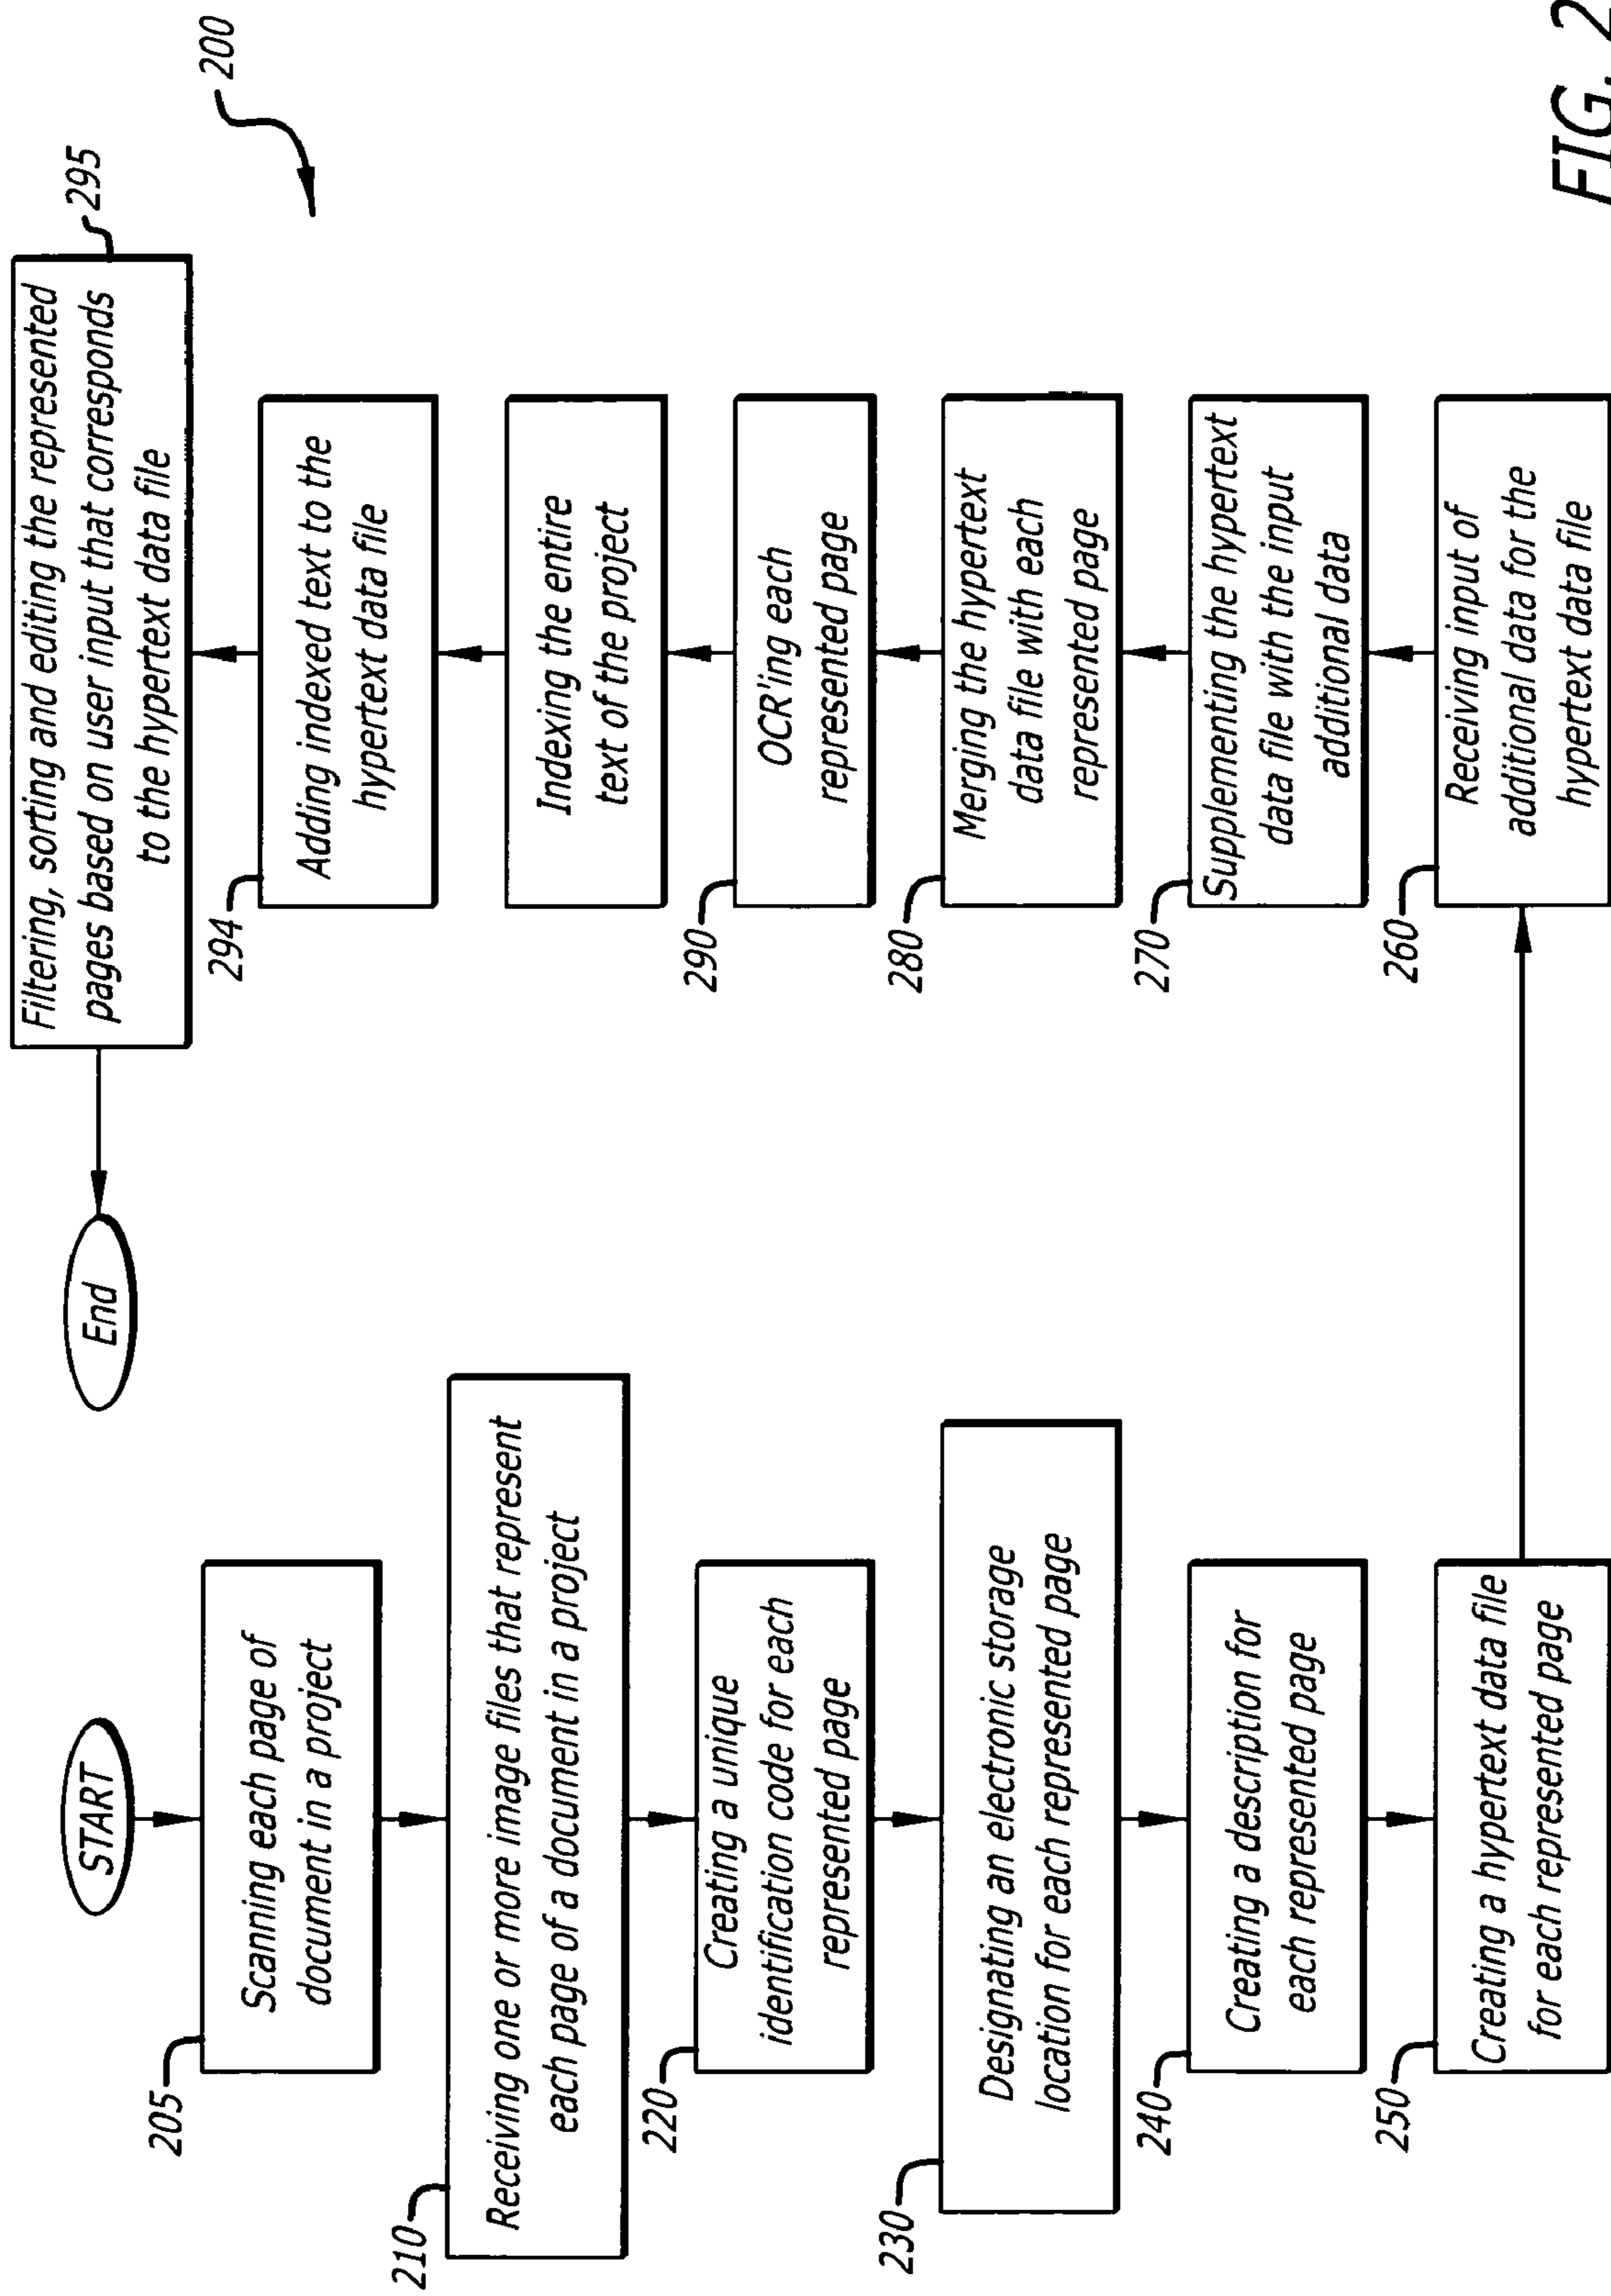 START
205
Scanning each page of
document in a project
210
Receiving one or more image files that represent
each page of a document in a project
220
Creating a unique
identification code for each
represented page
230
Designating an electronic storage
location for each represented page
240
Creating a description for
each represented page
250
Creating a hypertext data file
for each represented page
260
Receiving input of
additional data for the
hypertext data file
270
Supplementing the hypertext
data file with the input
additional data
280
Merging the hypertext
data file with each
represented page
290
OCR'ing each
represented page
Indexing the entire
text of the project
294
Adding indexed text to the
hypertext data file
295
Filtering, sorting and editing the represented
pages based on user input that corresponds
to the hypertext data file
End
200
FIG. 2